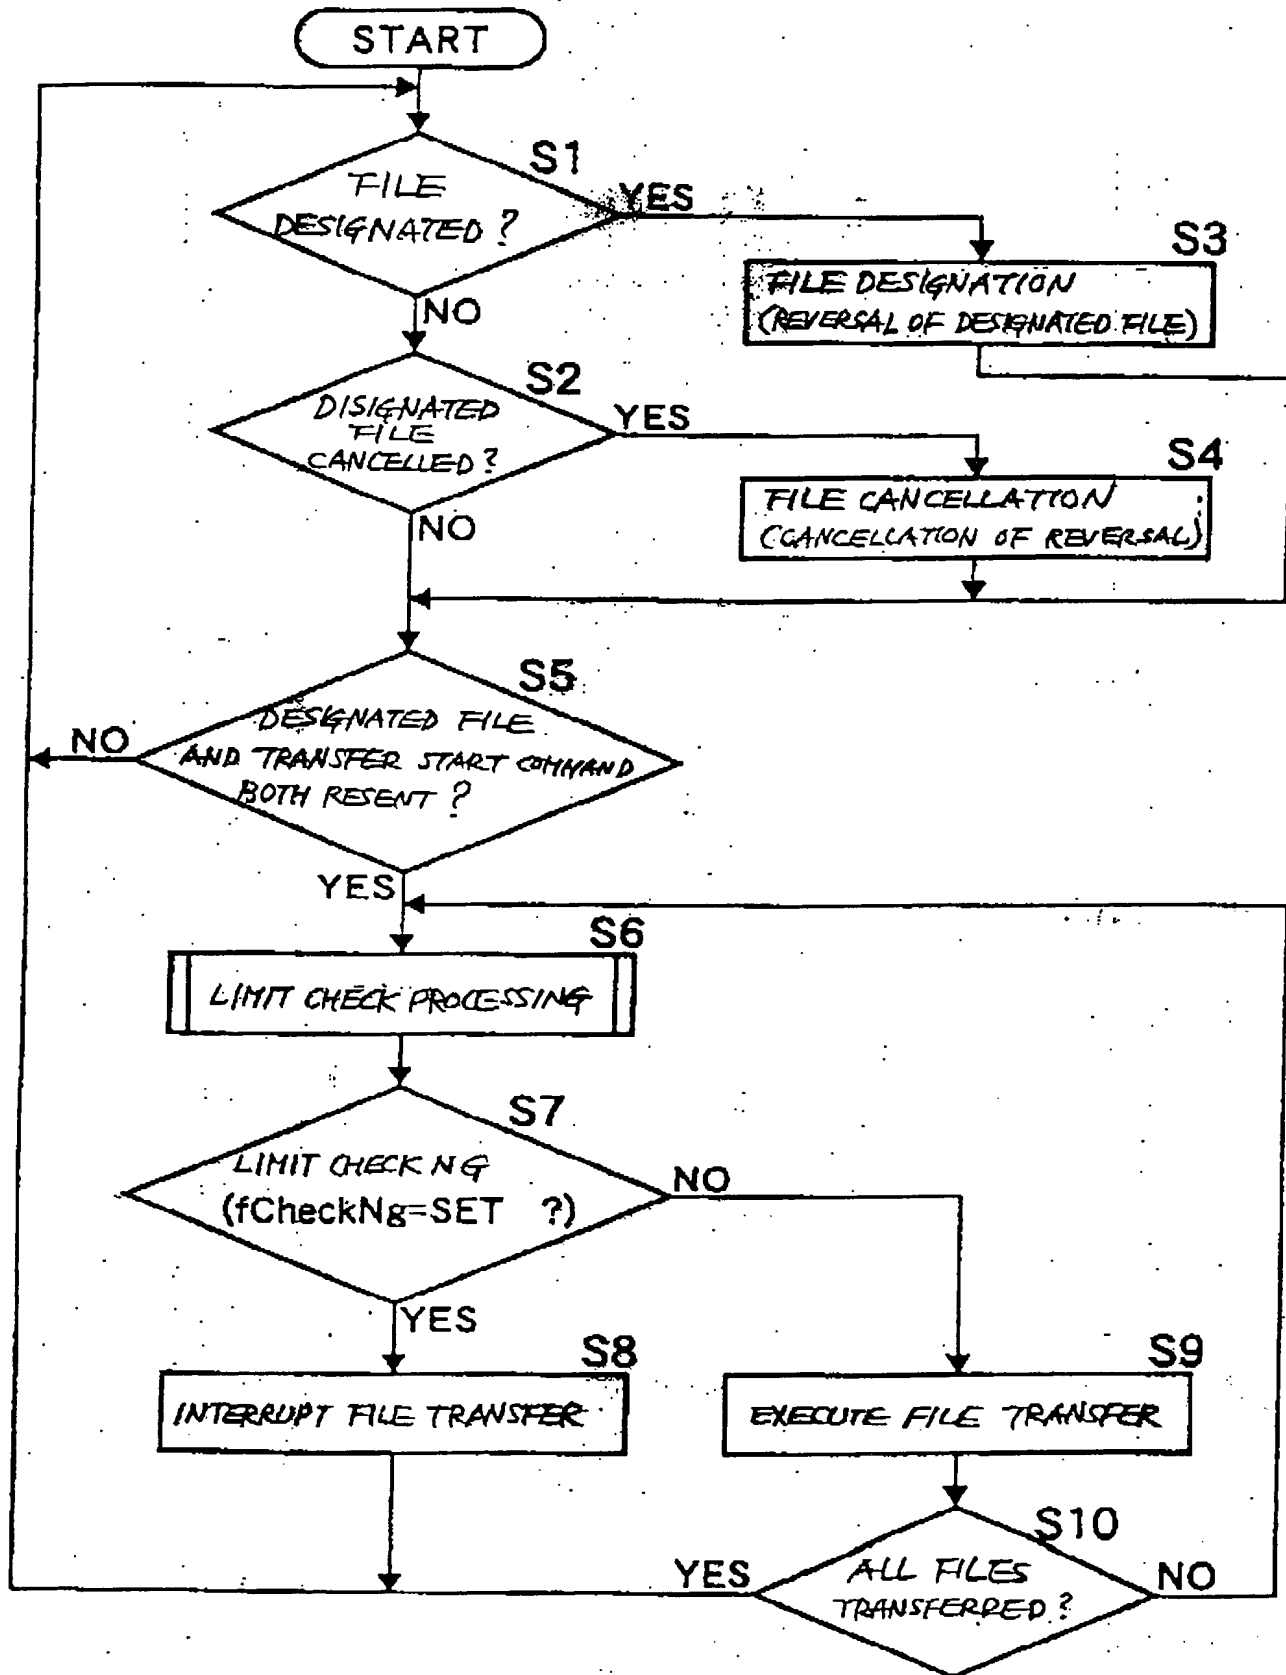 START
S1
FILE
DESIGNATED?
YES
NO
S3
FILE DESIGNATION
(REVERSAL OF DESIGNATED FILE)
S2
DISIGNATED
FILE
CANCELLED?
YES
NO
S4
FILE CANCELLATION
(CANCELLATION OF REVERSAL)
S5
DESIGNATED FILE
AND TRANSFER START COMMAND
BOTH RESENT?
NO
YES
S6
LIMIT CHECK PROCESSING
S7
LIMIT CHECK NG
(fCheckNg=SET ?)
NO
YES
S8
INTERRUPT FILE TRANSFER
S9
EXECUTE FILE TRANSFER
S10
ALL FILES
TRANSFERRED?
YES
NO